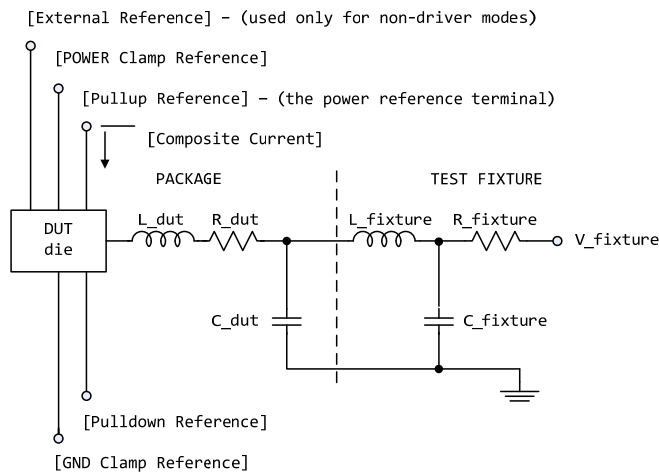 [External Reference] – (used only for non-driver modes)
[POWER Clamp Reference]
[Pullup Reference] – (the power reference terminal)
[Composite Current]
PACKAGE
TEST FIXTURE
L_dut
R_dut
L_fixture
R_fixture
DUT
die
V_fixture
C_dut
C_fixture
[Pulldown Reference]
[GND Clamp Reference]